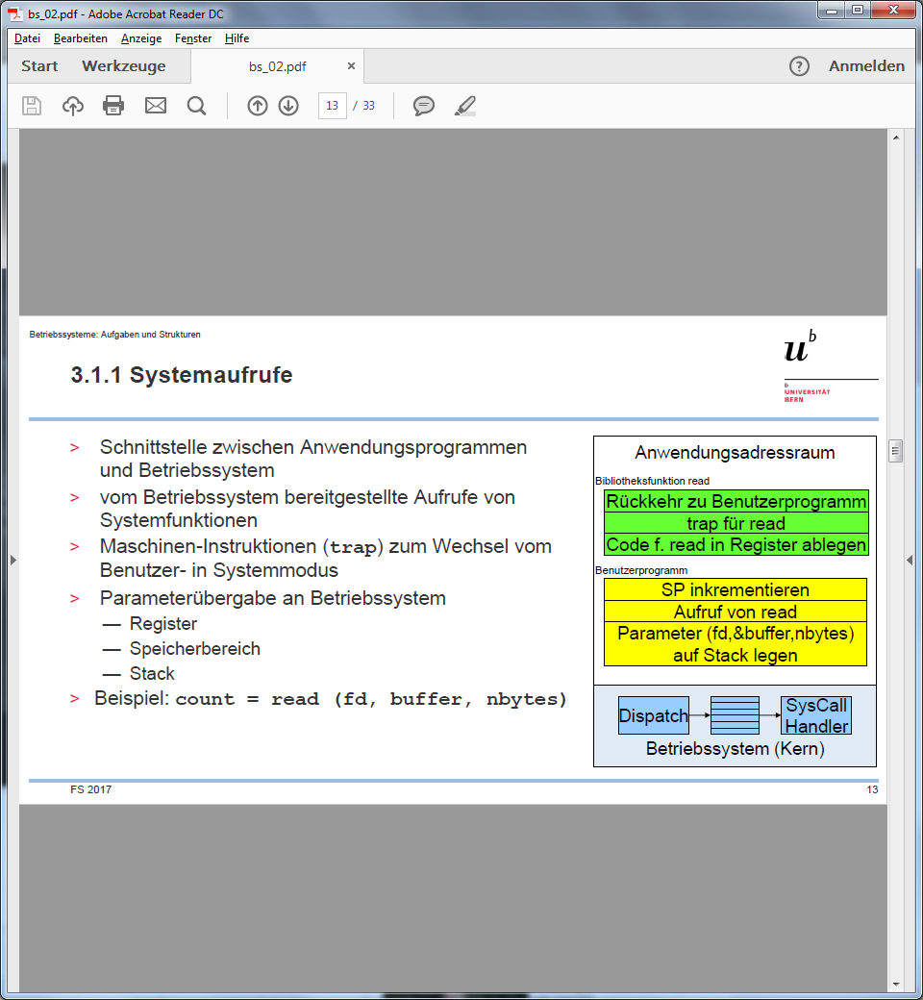 bs_02.pdf - Adobe Acrobat Reader DC
Datei Bearbeiten Anzeige Fenster Hilfe
Start Werkzeuge bs_02.pdf × ? Anmelden
13 / 33
Betriebssysteme: Aufgaben und Strukturen
u b
3.1.1 Systemaufrufe
b
UNIVERSITÄT
BERN
> Schnittstelle zwischen Anwendungsprogrammen
und Betriebssystem
> vom Betriebssystem bereitgestellte Aufrufe von
Systemfunktionen
> Maschinen-Instruktionen (trap) zum Wechsel vom
Benutzer- in Systemmodus
> Parameterübergabe an Betriebssystem
— Register
— Speicherbereich
— Stack
> Beispiel: count = read (fd, buffer, nbytes)
Anwendungsadressraum
Bibliotheksfunktion read
Rückkehr zu Benutzerprogramm
trap für read
Code f. read in Register ablegen
Benutzerprogramm
SP inkrementieren
Aufruf von read
Parameter (fd,&buffer,nbytes)
auf Stack legen
Dispatch
SysCall
Handler
Betriebssystem (Kern)
FS 2017
13